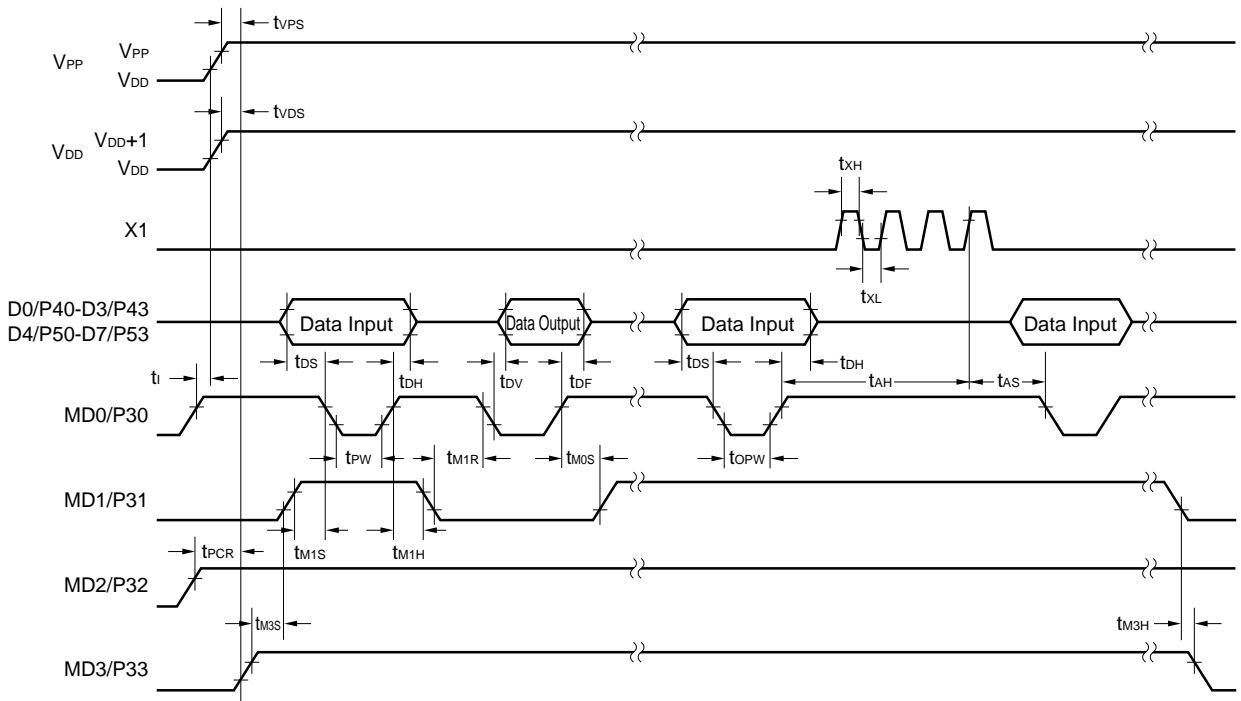 tVPS
VPP
VPP
VDD
tVDS
VDD
VDD+1
VDD
tXH
X1
tXL
D0/P40-D3/P43
D4/P50-D7/P53
Data Input
Data Output
Data Input
Data Input
tDS
tDH
tDV
tDF
tDS
tDH
tI
tAH
tAS
MD0/P30
tPW
tM1R
tM0S
tOPW
MD1/P31
tM1S
tM1H
tPCR
MD2/P32
tM3S
tM3H
MD3/P33